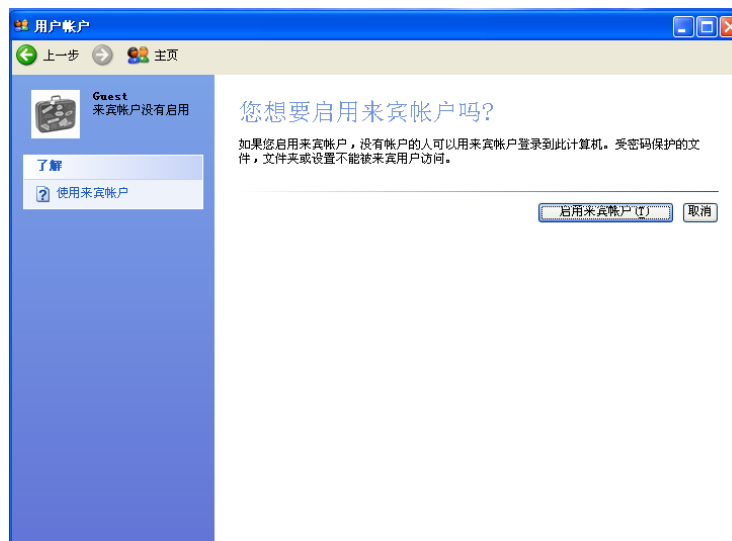 用户帐户
上一步 主页
Guest
来宾帐户没有启用
了解
使用来宾帐户
您想要启用来宾帐户吗?
如果您启用来宾帐户，没有帐户的人可以用来宾帐户登录到此计算机。受密码保护的文
件，文件夹或设置不能被来宾用户访问。
启用来宾帐户(T) 取消